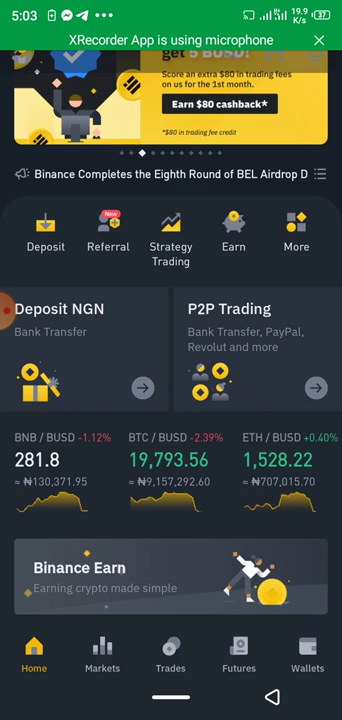 5:03
19.9
K/s
37
XRecorder App is using microphone
get 5 BUSD!
Score an extra $80 in trading fees
on us for the 1st month.
Earn $80 cashback*
*$80 in trading fee credit
Binance Completes the Eighth Round of BEL Airdrop D
New
Deposit
Referral
Strategy
Trading
Earn
More
Deposit NGN
Bank Transfer
P2P Trading
Bank Transfer, PayPal,
Revolut and more
BNB / BUSD -1.12%
281.8
≈ ₦130,371.95
BTC / BUSD -2.39%
19,793.56
≈ ₦9,157,292.60
ETH / BUSD +0.40%
1,528.22
≈ ₦707,015.70
Binance Earn
Earning crypto made simple
Home
Markets
Trades
Futures
Wallets